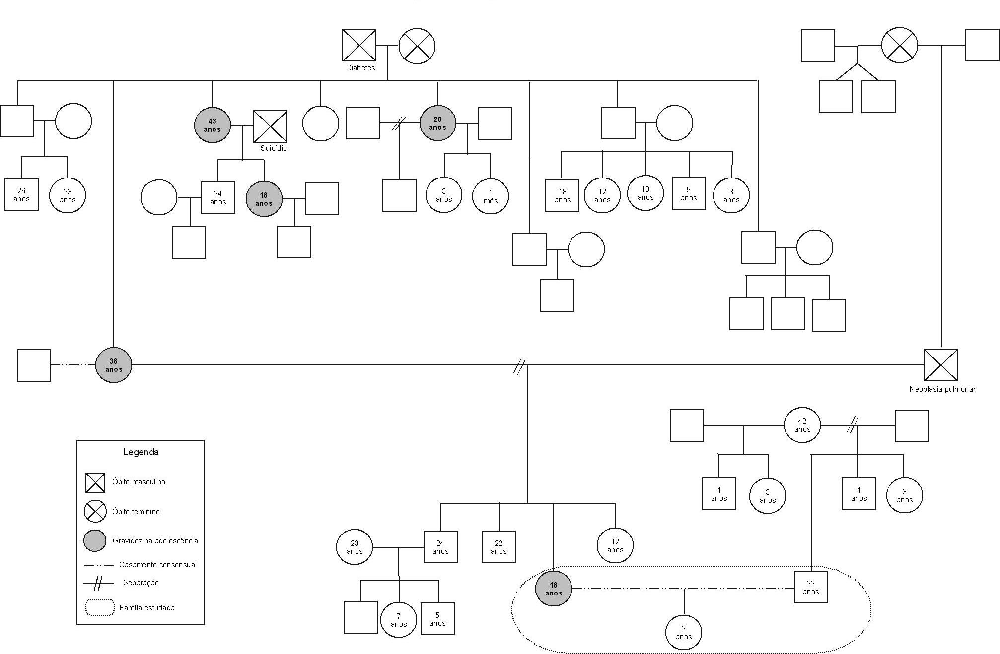 Diabetes
43
anos
Suicídio
28
anos
26
anos
23
anos
24
anos
18
anos
3
anos
1
mês
18
anos
12
anos
10
anos
9
anos
3
anos
36
anos
Neoplasia pulmonar
42
anos
4
anos
3
anos
4
anos
3
anos
23
anos
24
anos
22
anos
12
anos
18
anos
22
anos
7
anos
5
anos
2
anos
Legenda
Óbito masculino
Óbito feminino
Gravidez na adolescência
Casamento consensual
Separação
Famíla estudada